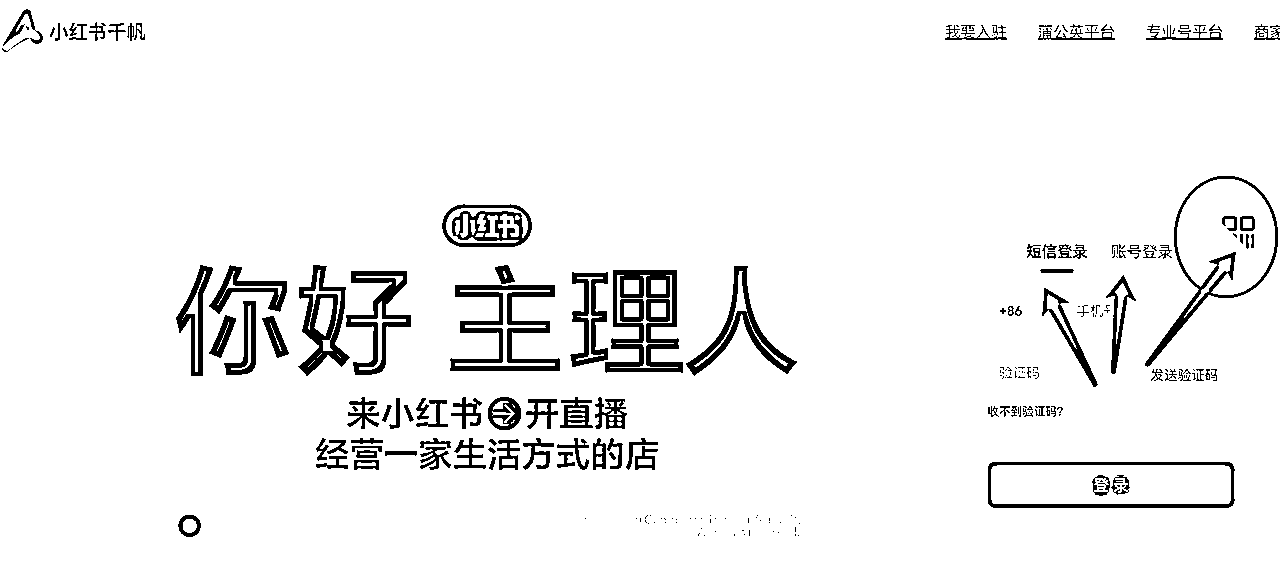 小红书千帆
我要入驻 蒲公英平台 专业号平台 商家
小红书
你好 主理人
来小红书 开直播
经营一家生活方式的店
短信登录 账号登录
+86 手机号
验证码 发送验证码
收不到验证码?
登录